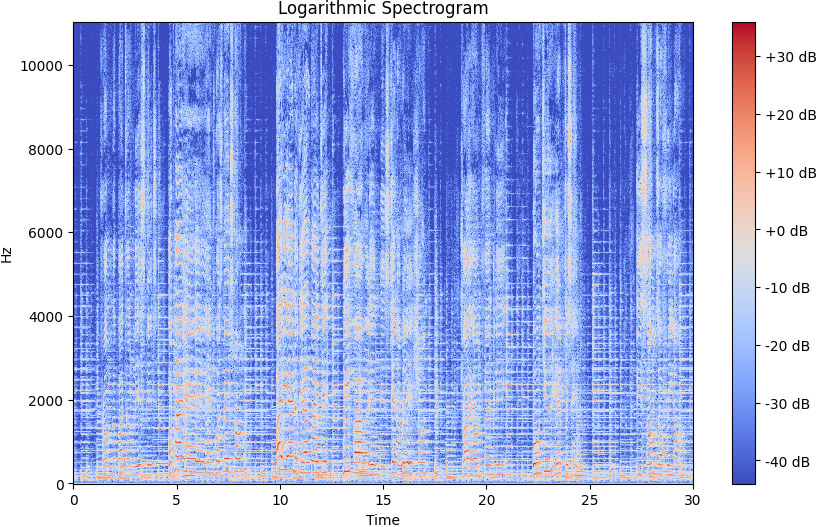 Logarithmic Spectrogram
Hz
10000
8000
6000
4000
2000
0
0 5 10 15 20 25 30
Time
+30 dB
+20 dB
+10 dB
+0 dB
-10 dB
-20 dB
-30 dB
-40 dB